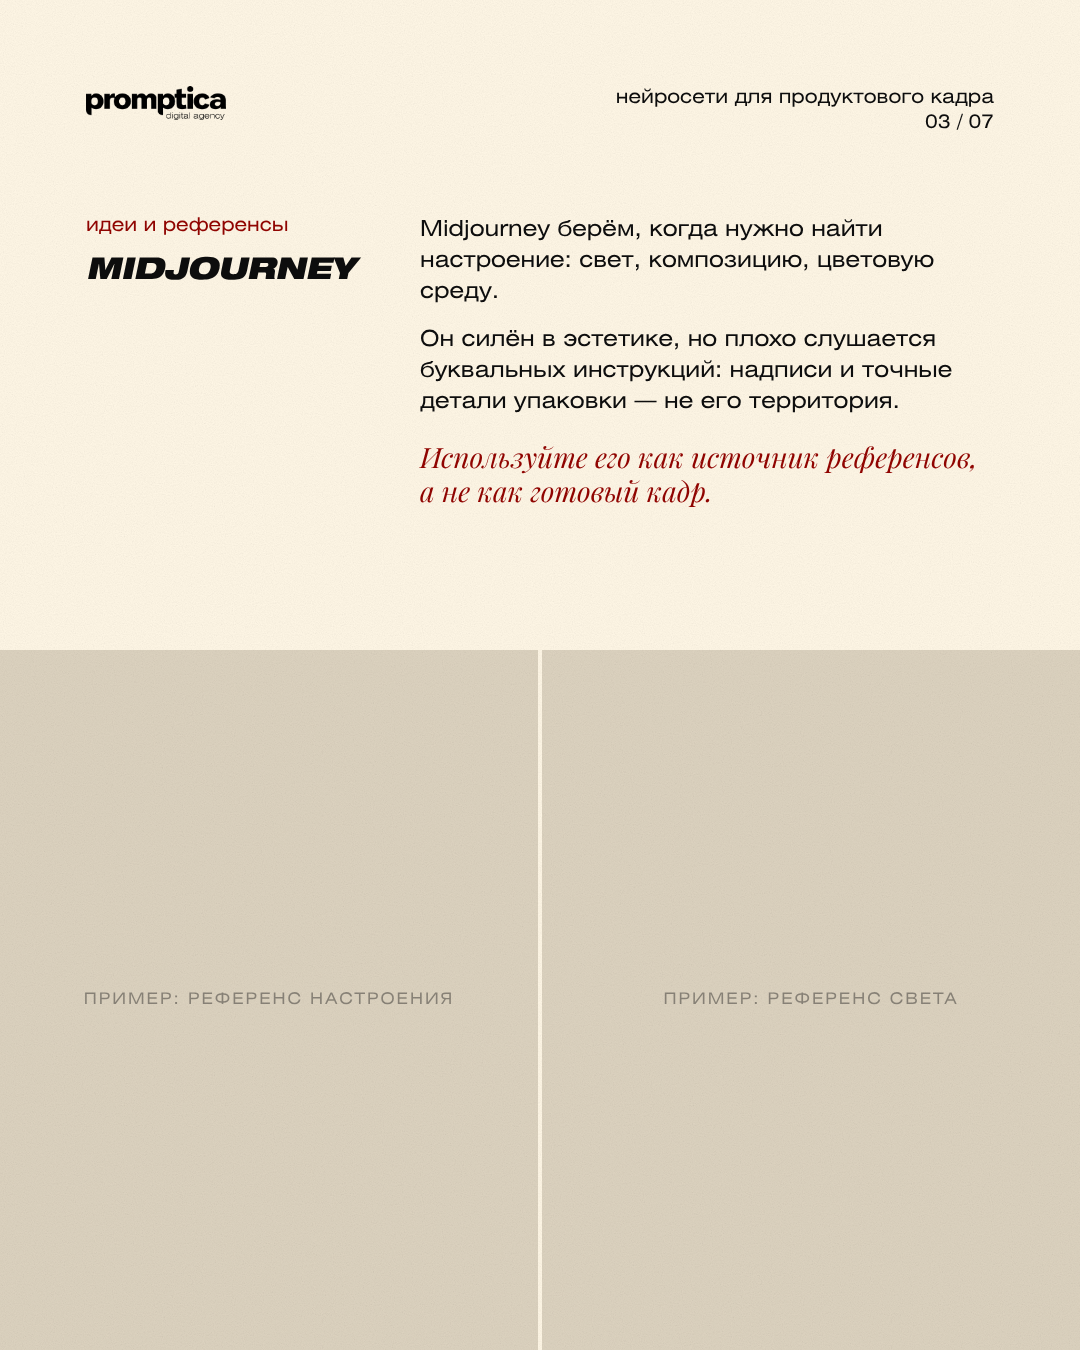 promptica
digital agency
нейросети для продуктового кадра
03 / 07
идеи и референсы
MIDJOURNEY
Midjourney берём, когда нужно найти
настроение: свет, композицию, цветовую
среду.
Он силён в эстетике, но плохо слушается
буквальных инструкций: надписи и точные
детали упаковки — не его территория.
Используйте его как источник референсов,
а не как готовый кадр.
ПРИМЕР: РЕФЕРЕНС НАСТРОЕНИЯ
ПРИМЕР: РЕФЕРЕНС СВЕТА